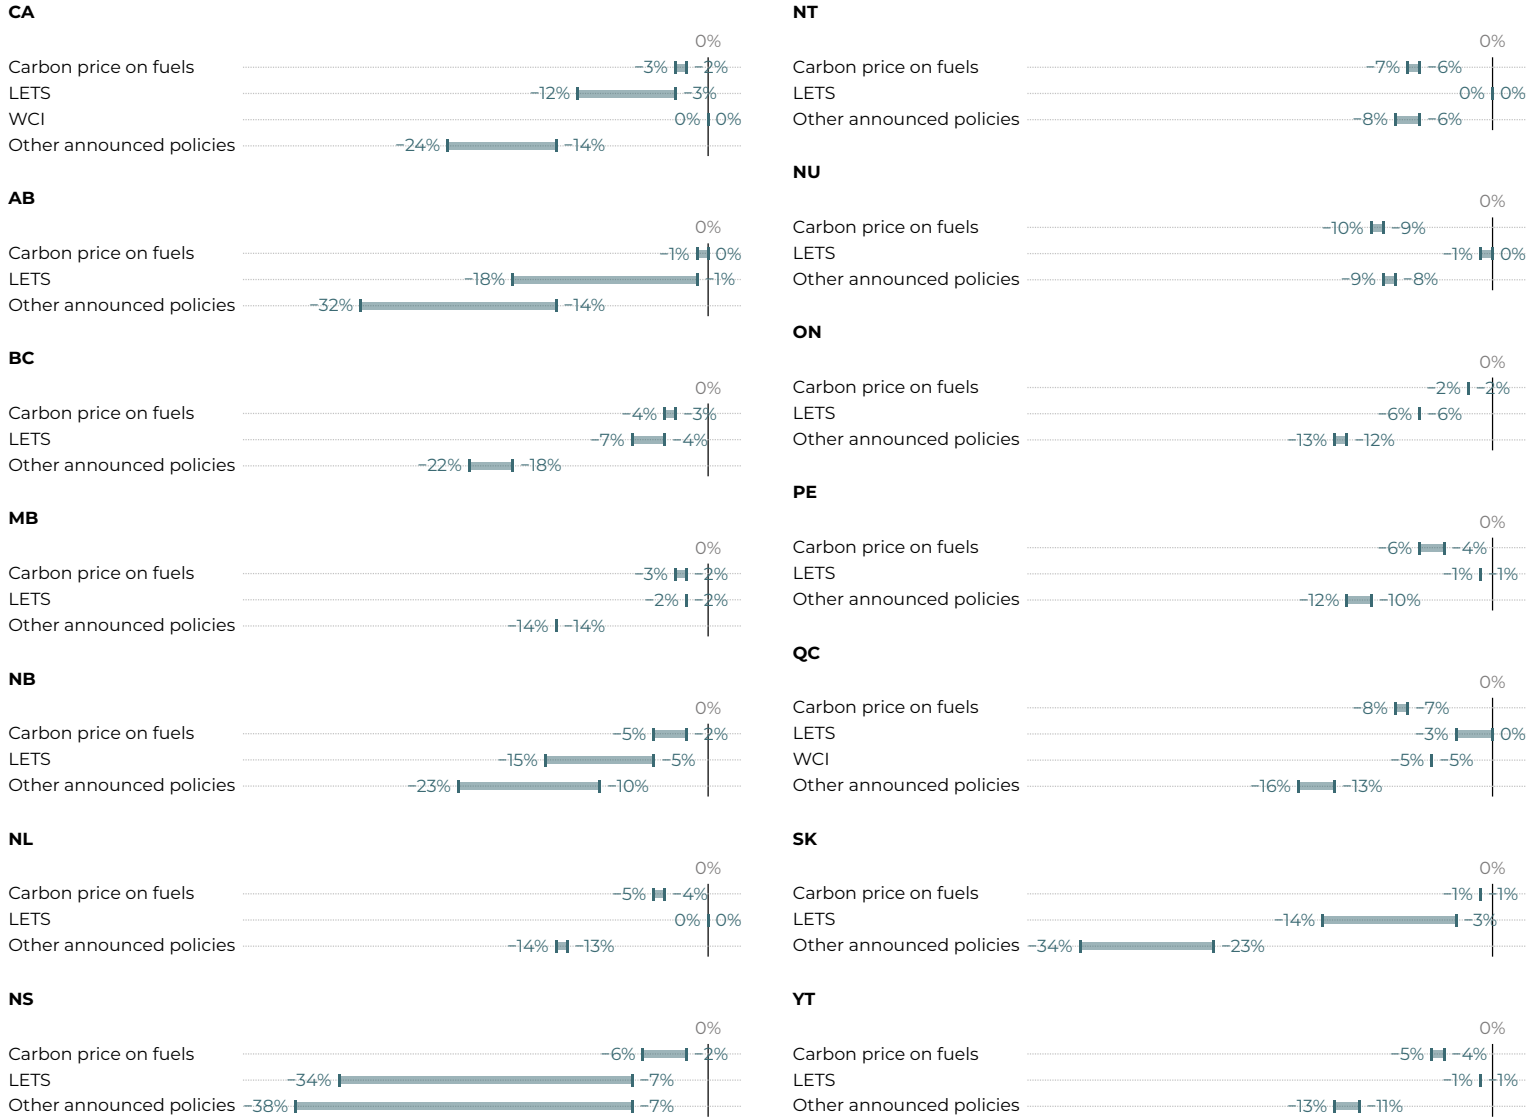 CA
0%
Carbon price on fuels −3% −2%
LETS −12% −3%
WCI 0% 0%
Other announced policies −24% −14%
AB
0%
Carbon price on fuels −1% 0%
LETS −18% −1%
Other announced policies −32% −14%
BC
0%
Carbon price on fuels −4% −3%
LETS −7% −4%
Other announced policies −22% −18%
MB
0%
Carbon price on fuels −3% −2%
LETS −2% −2%
Other announced policies −14% −14%
NB
0%
Carbon price on fuels −5% −2%
LETS −15% −5%
Other announced policies −23% −10%
NL
0%
Carbon price on fuels −5% −4%
LETS 0% 0%
Other announced policies −14% −13%
NS
0%
Carbon price on fuels −6% −2%
LETS −34% −7%
Other announced policies −38% −7%
NT
0%
Carbon price on fuels −7% −6%
LETS 0% 0%
Other announced policies −8% −6%
NU
0%
Carbon price on fuels −10% −9%
LETS −1% 0%
Other announced policies −9% −8%
ON
0%
Carbon price on fuels −2% −2%
LETS −6% −6%
Other announced policies −13% −12%
PE
0%
Carbon price on fuels −6% −4%
LETS −1% −1%
Other announced policies −12% −10%
QC
0%
Carbon price on fuels −8% −7%
LETS −3% 0%
WCI −5% −5%
Other announced policies −16% −13%
SK
0%
Carbon price on fuels −1% −1%
LETS −14% −3%
Other announced policies −34% −23%
YT
0%
Carbon price on fuels −5% −4%
LETS −1% −1%
Other announced policies −13% −11%